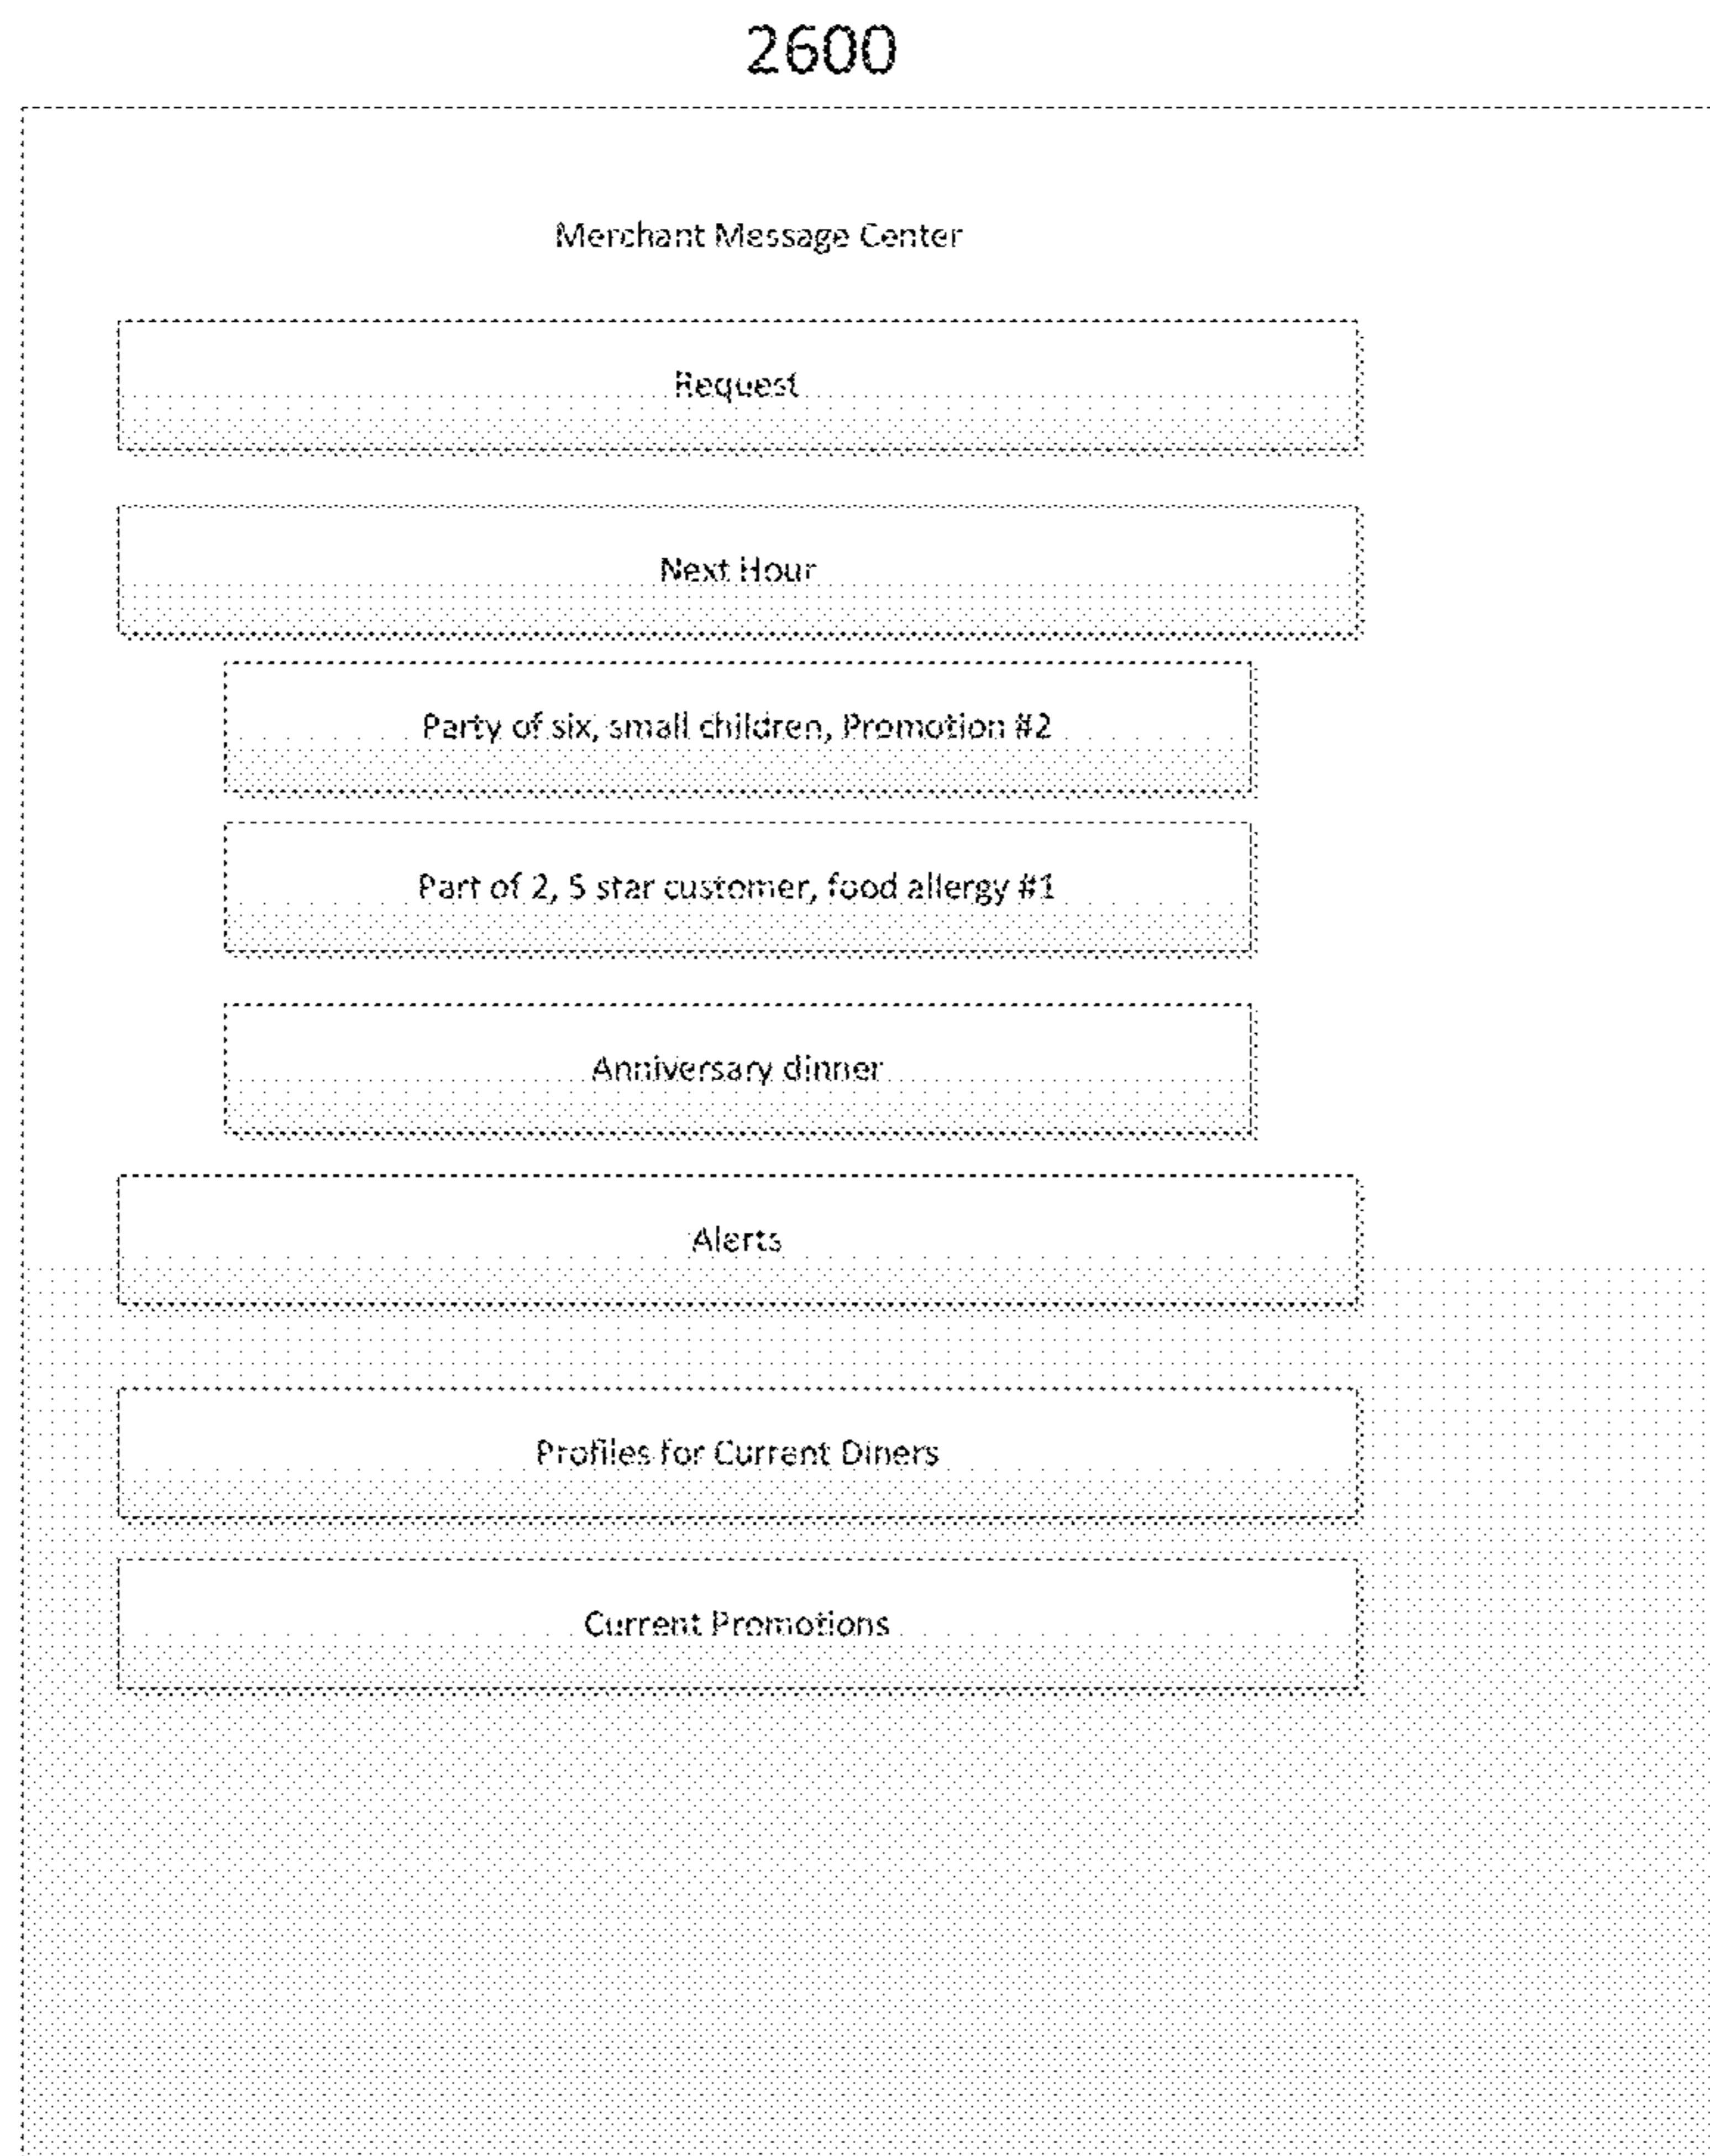 2600
Merchant Message Center
Request
Next Hour
Party of six, small children, Promotion #2
Part of 2, 5 star customer, food allergy #1
Anniversary dinner
Alerts
Profiles for Current Diners
Current Promotions